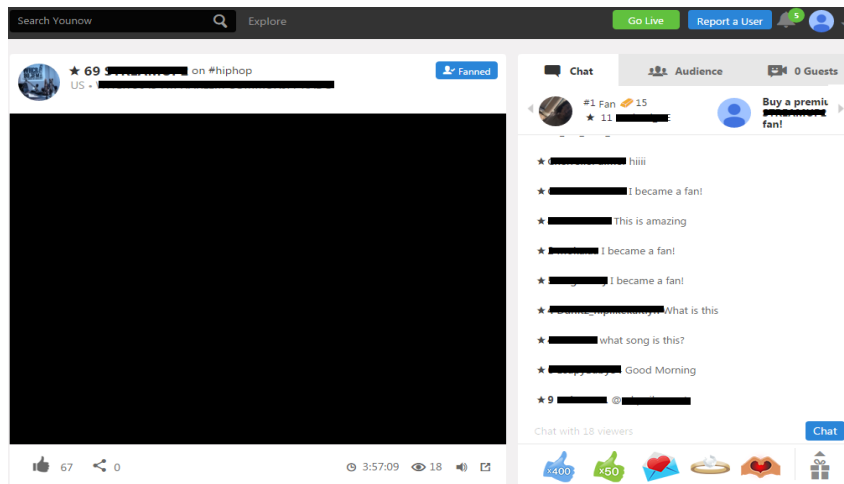 Search Younow
Explore
Go Live
Report a User
5
★ 69 on #hiphop
US •
Fanned
Chat
Audience
0 Guests
#1 Fan 15
★ 11
Buy a premiu
fan!
★ hiiii
★ I became a fan!
★ This is amazing
★ I became a fan!
★ I became a fan!
★ What is this
★ what song is this?
★ Good Morning
★ 9 @
Chat with 18 viewers
Chat
67
0
3:57:09
18
x400
x50